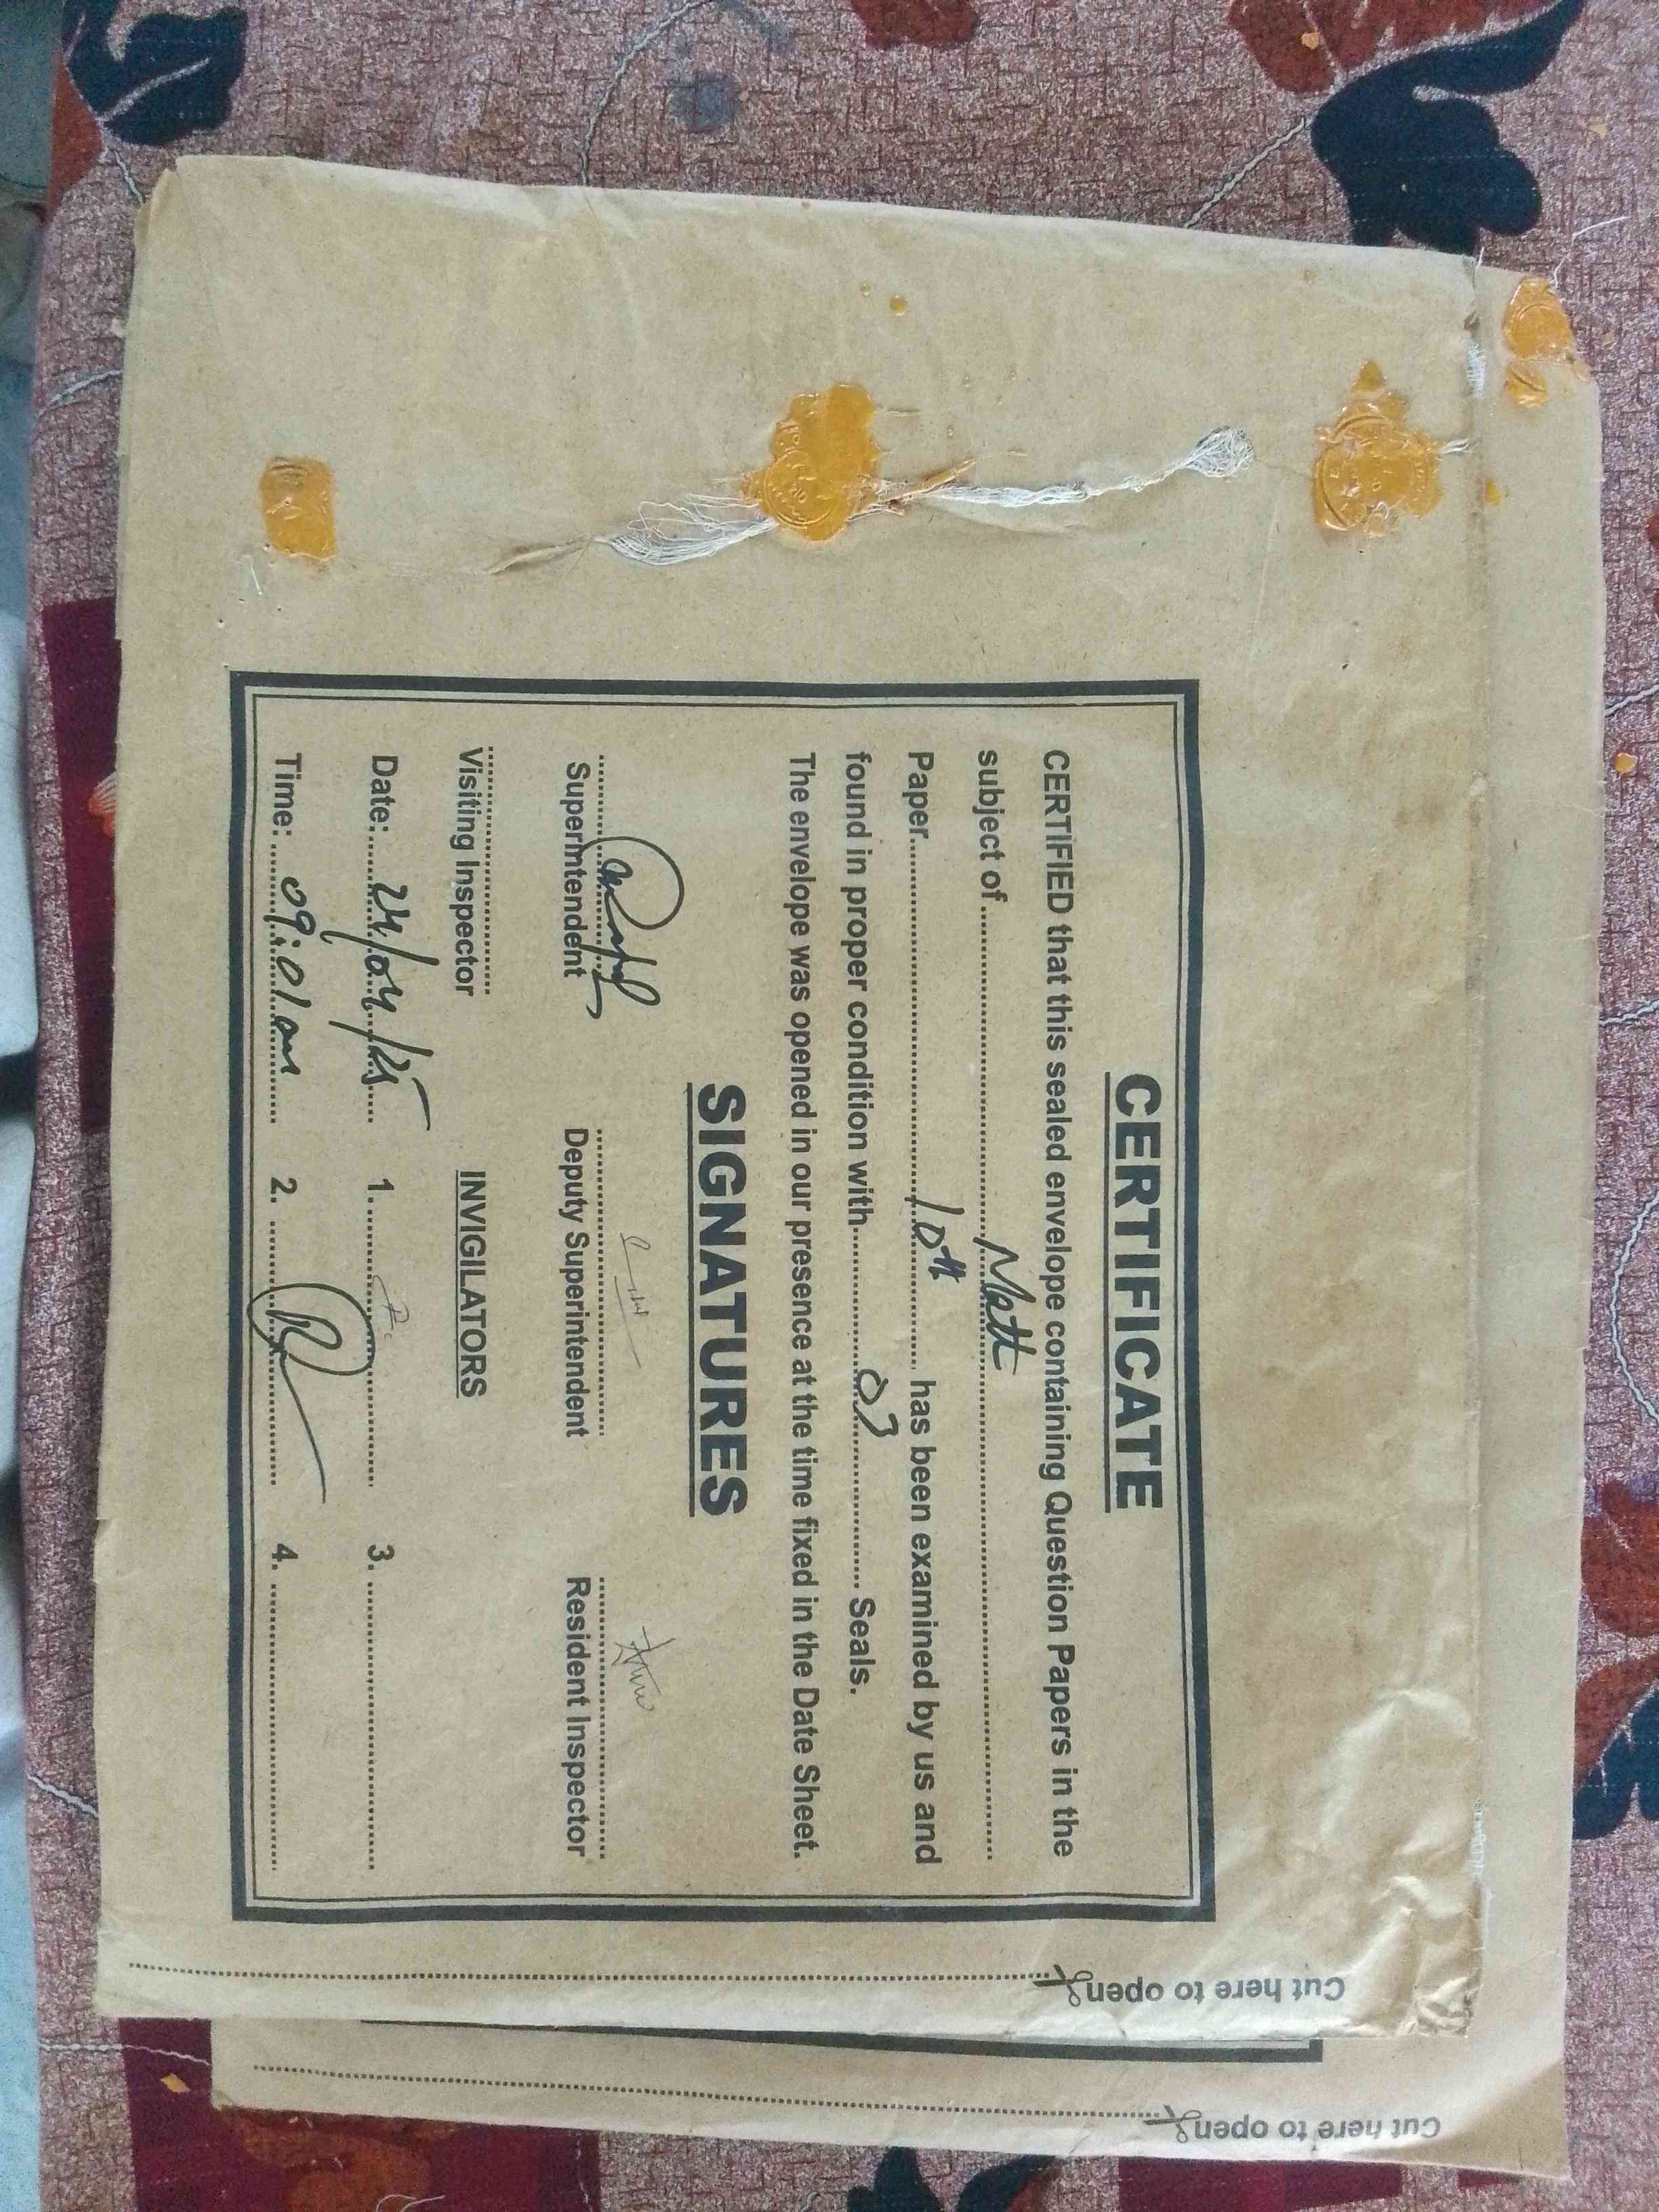 CERTIFICATE
CERTIFIED that this sealed envelope containing Question Papers in the
subject of ........ Math ........
Paper ........ 10th ........ has been examined by us and
found in proper condition with ........ 03 ........ Seals.
The envelope was opened in our presence at the time fixed in the Date Sheet.
SIGNATURES
Superintendent Deputy Superintendent Resident Inspector
Visiting Inspector
INVIGILATORS
Date: 24/04/25 1. ........ 3. ........
Time: 09:01 am 2. ........ 4. ........
Cut here to open
Cut here to open